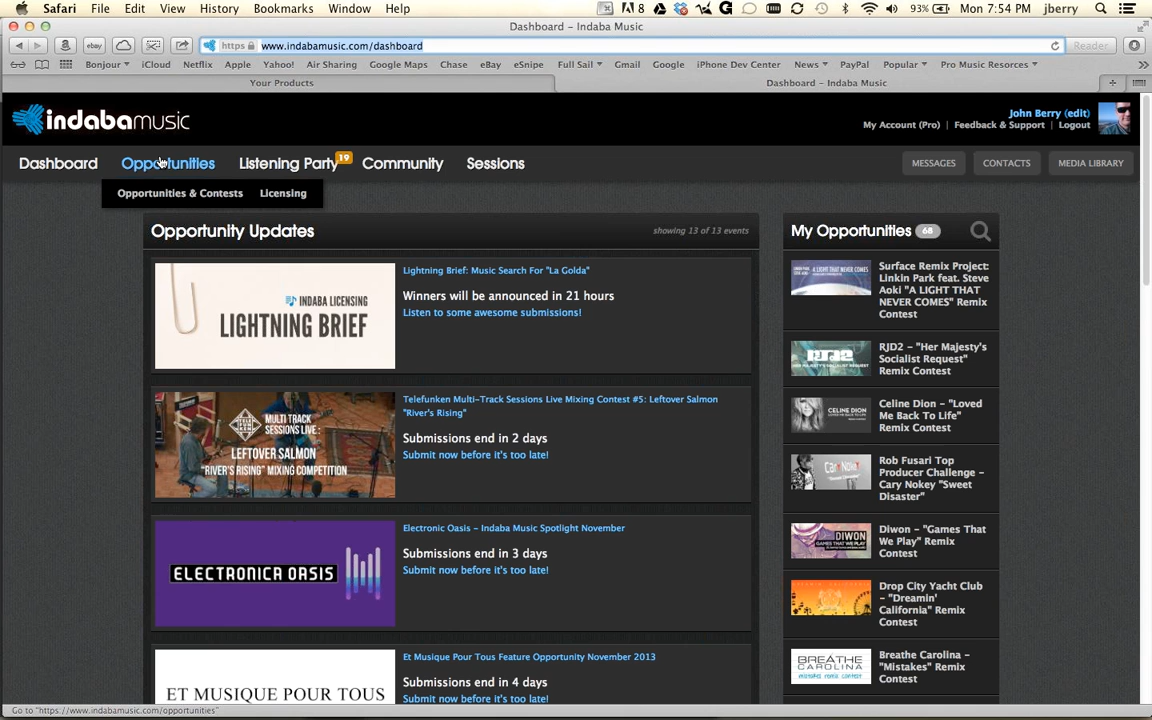 Safari File Edit View History Bookmarks Window Help
8 93% Mon 7:54 PM jberry
Dashboard - Indaba Music
https www.indabamusic.com/dashboard Reader
ebay
Bonjour iCloud Netflix Apple Yahoo! Air Sharing Google Maps Chase eBay eSnipe Full Sail Gmail Google iPhone Dev Center News PayPal Popular Pro Music Resorces
Your Products Dashboard - Indaba Music
indabamusic
John Berry (edit)
My Account (Pro) Feedback & Support Logout
Dashboard Opportunities Listening Party 19 Community Sessions
MESSAGES CONTACTS MEDIA LIBRARY
Opportunities & Contests Licensing
Opportunity Updates showing 13 of 13 events
INDABA LICENSING
LIGHTNING BRIEF
Lightning Brief: Music Search For "La Golda"
Winners will be announced in 21 hours
Listen to some awesome submissions!
MULTI TRACK
SESSIONS LIVE:
LEFTOVER SALMON
"RIVER'S RISING" MIXING COMPETITION
Telefunken Multi-Track Sessions Live Mixing Contest #5: Leftover Salmon
"River's Rising"
Submissions end in 2 days
Submit now before it's too late!
ELECTRONICA OASIS
Electronic Oasis - Indaba Music Spotlight November
Submissions end in 3 days
Submit now before it's too late!
ET MUSIQUE POUR TOUS
Et Musique Pour Tous Feature Opportunity November 2013
Submissions end in 4 days
Submit now before it's too late!
My Opportunities 68
Surface Remix Project:
Linkin Park feat. Steve
Aoki "A LIGHT THAT
NEVER COMES" Remix
Contest
RJD2
RJD2 - "Her Majesty's
Socialist Request"
Remix Contest
CELINE DION
Celine Dion - "Loved
Me Back To Life"
Remix Contest
Rob Fusari Top
Producer Challenge -
Cary Nokey "Sweet
Disaster"
DIWON
Diwon - "Games That
We Play" Remix
Contest
Drop City Yacht Club
- "Dreamin'
California" Remix
Contest
BREATHE
CAROLINA
mistakes remix contest
Breathe Carolina -
"Mistakes" Remix
Contest
Go to "https://www.indabamusic.com/opportunities"